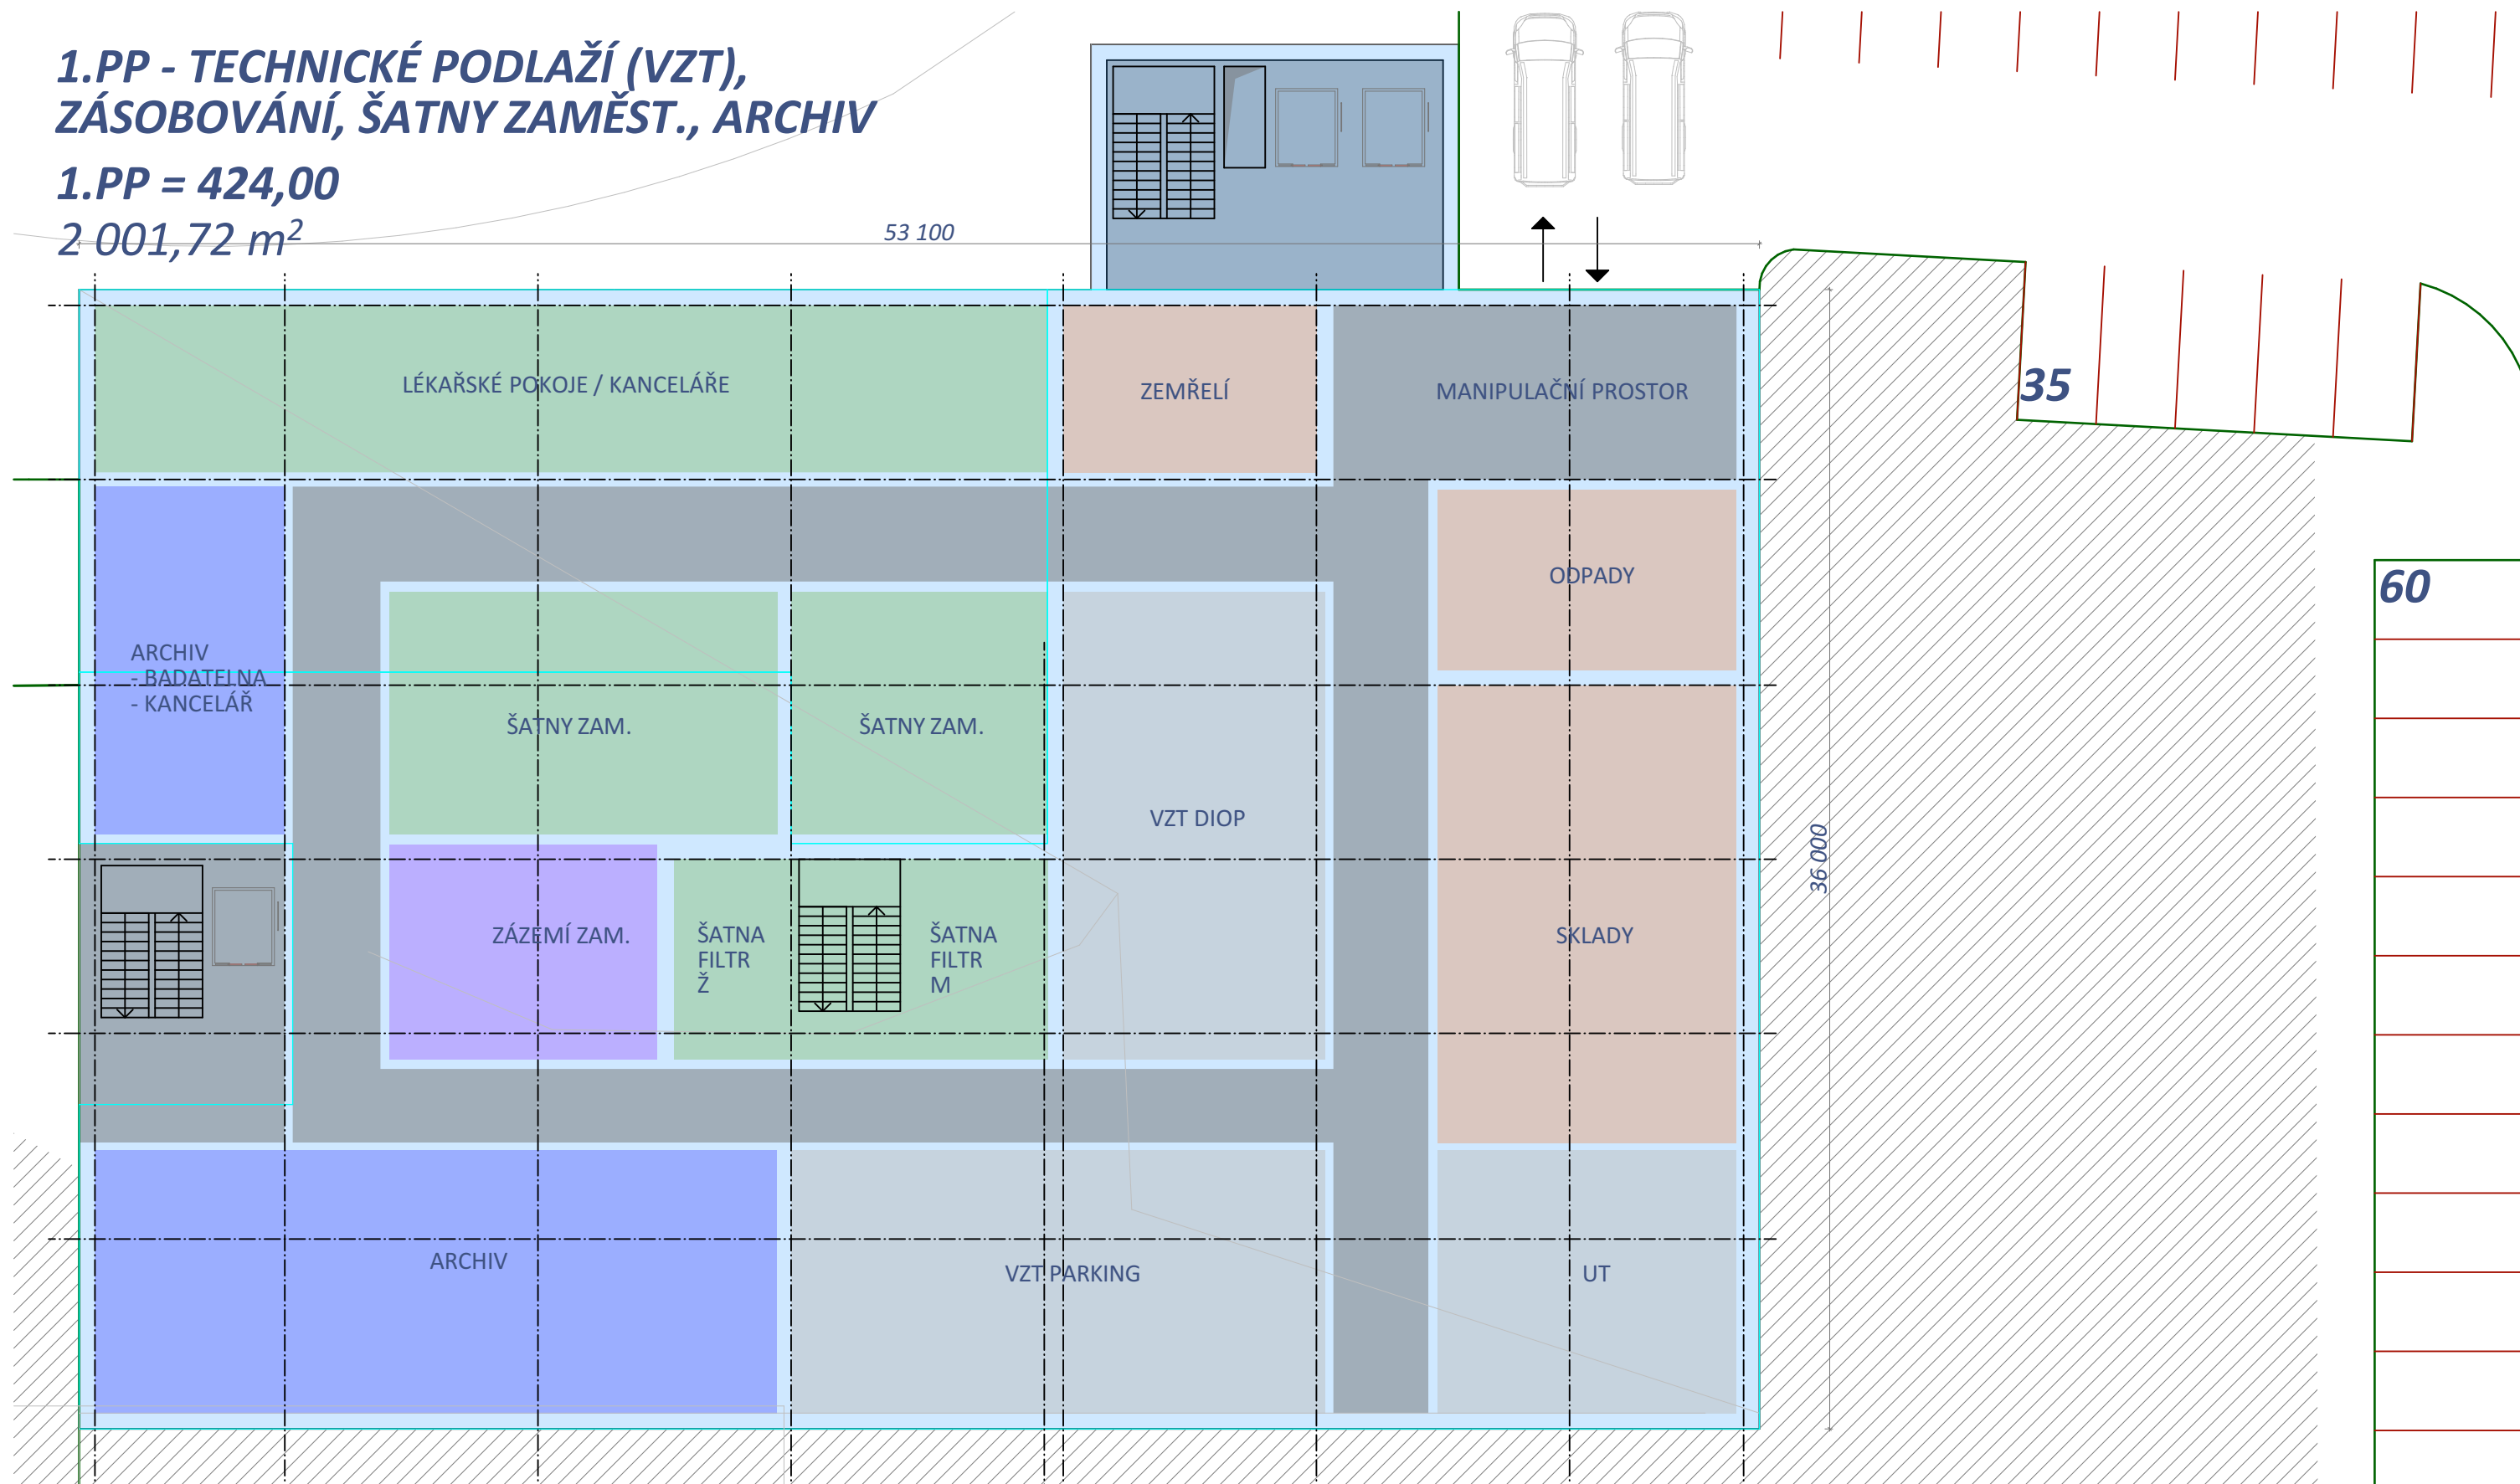 1.PP - TECHNICKÉ PODLAŽÍ (VZT),
ZÁSOBOVÁNÍ, ŠATNY ZAMĚST., ARCHIV
1.PP = 424,00
2 001,72 m²
53 100
LÉKAŘSKÉ POKOJE / KANCELÁŘE
ZEMŘELÍ
MANIPULAČNÍ PROSTOR
35
ODPADY
60
ARCHIV
- BADATELNA
- KANCELÁŘ
ŠATNY ZAM.
ŠATNY ZAM.
VZT DIOP
36 000
ZÁZEMÍ ZAM.
ŠATNA
FILTR
Ž
ŠATNA
FILTR
M
SKLADY
ARCHIV
VZT PARKING
UT